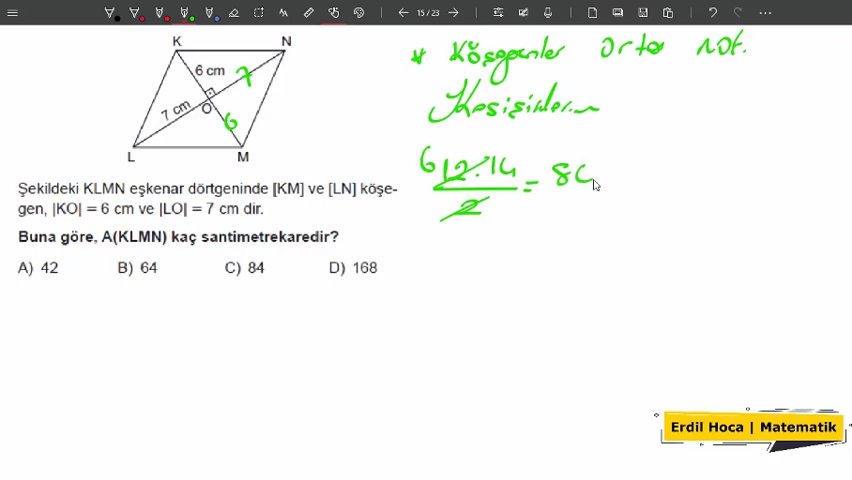 15 / 23
K
N
6 cm
7
7 cm
O
6
L
M
* Köşegenler Orta nok.
Kesişirler
6 12.14
2
= 84
Şekildeki KLMN eşkenar dörtgeninde [KM] ve [LN] köşe-
gen, |KO| = 6 cm ve |LO| = 7 cm dir.
Buna göre, A(KLMN) kaç santimetrekaredir?
A) 42 B) 64 C) 84 D) 168
Erdil Hoca | Matematik